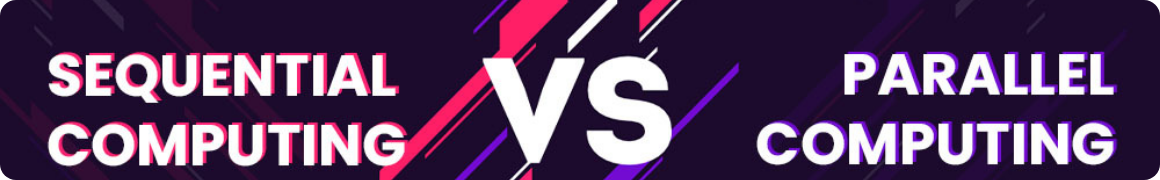 SEQUENTIAL
COMPUTING
VS
PARALLEL
COMPUTING